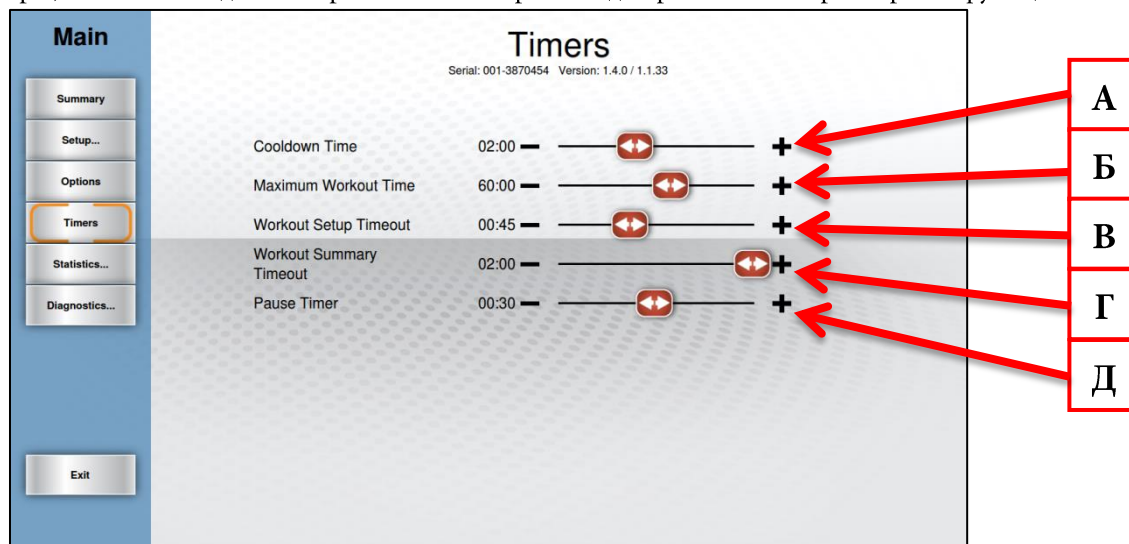 Main
Timers
Serial: 001-3870454 Version: 1.4.0 / 1.1.33
Summary
Setup...
Options
Timers
Statistics...
Diagnostics...
Exit
Cooldown Time 02:00
Maximum Workout Time 60:00
Workout Setup Timeout 00:45
Workout Summary
Timeout 02:00
Pause Timer 00:30
А
Б
В
Г
Д